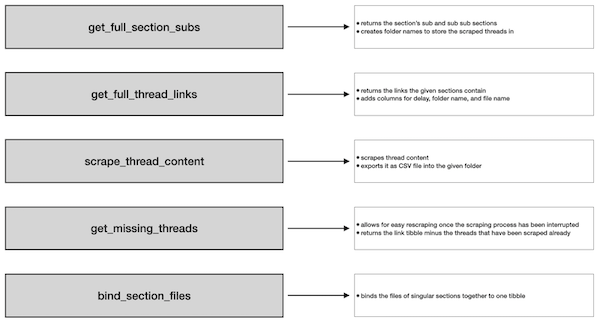 get_full_section_subs
• returns the section's sub and sub sub sections
• creates folder names to store the scraped threads in
get_full_thread_links
• returns the links the given sections contain
• adds columns for delay, folder name, and file name
scrape_thread_content
• scrapes thread content
• exports it as CSV file into the given folder
get_missing_threads
• allows for easy rescraping once the scraping process has been interrupted
• returns the link tibble minus the threads that have been scraped already
bind_section_files
• binds the files of singular sections together to one tibble